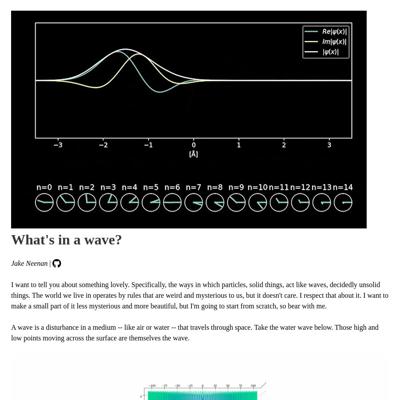 Re|ψ(x)|
Im|ψ(x)|
|ψ(x)|
−3 −2 −1 0 1 2 3
[Å]
n=0 n=1 n=2 n=3 n=4 n=5 n=6 n=7 n=8 n=9 n=10 n=11 n=12 n=13 n=14
What's in a wave?
Jake Neenan |
I want to tell you about something lovely. Specifically, the ways in which particles, solid things, act like waves, decidedly unsolid
things. The world we live in operates by rules that are weird and mysterious to us, but it doesn't care. I respect that about it. I want to
make a small part of it less mysterious and more beautiful, but I'm going to start from scratch, so bear with me.
A wave is a disturbance in a medium -- like air or water -- that travels through space. Take the water wave below. Those high and
low points moving across the surface are themselves the wave.